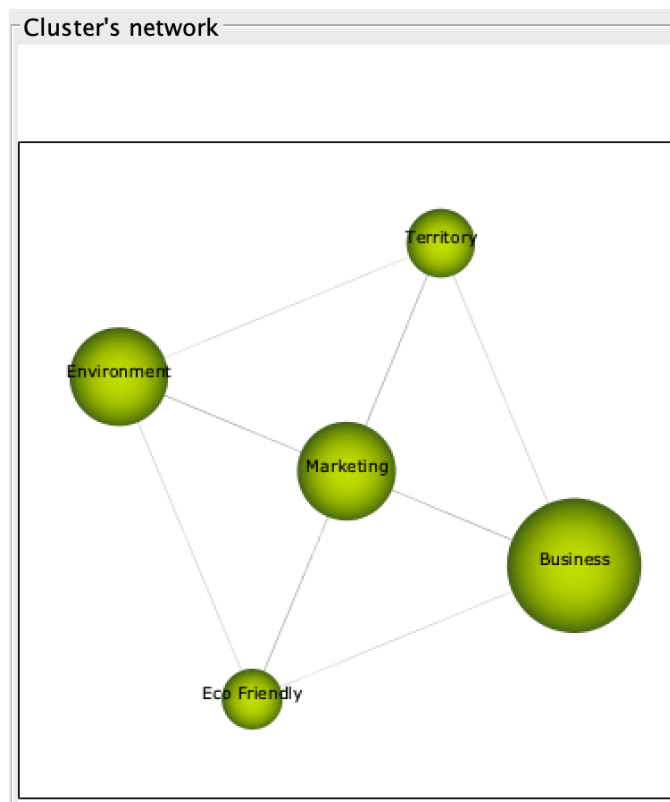 Cluster's network
Territory
Environment
Marketing
Business
Eco Friendly